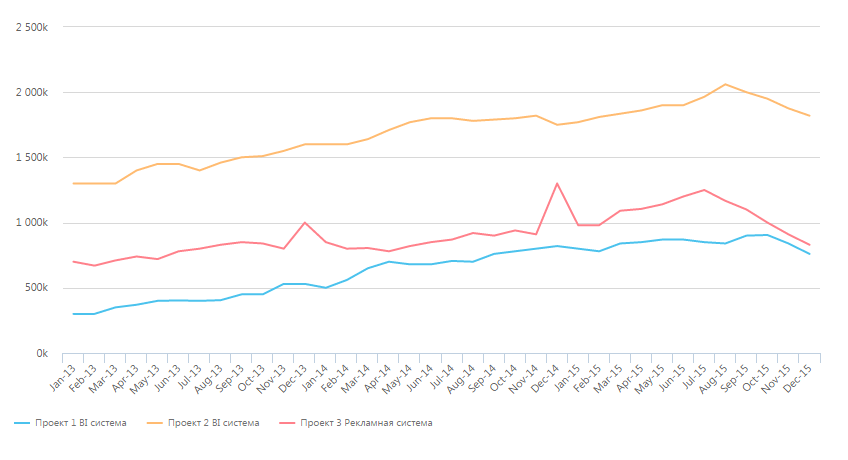 2 500k
2 000k
1 500k
1 000k
500k
0k
Jan-13 Feb-13 Mar-13 Apr-13 May-13 Jun-13 Jul-13 Aug-13 Sep-13 Oct-13 Nov-13 Dec-13 Jan-14 Feb-14 Mar-14 Apr-14 May-14 Jun-14 Jul-14 Aug-14 Sep-14 Oct-14 Nov-14 Dec-14 Jan-15 Feb-15 Mar-15 Apr-15 May-15 Jun-15 Jul-15 Aug-15 Sep-15 Oct-15 Nov-15 Dec-15
Проект 1 BI система Проект 2 BI система Проект 3 Рекламная система